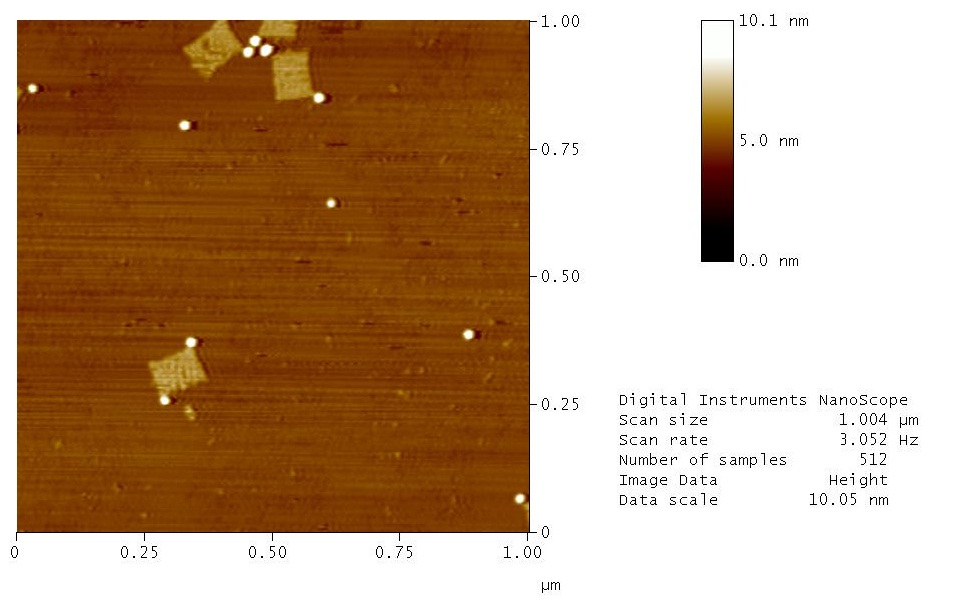 1.00
0.75
0.50
0.25
0
0 0.25 0.50 0.75 1.00
µm
10.1 nm
5.0 nm
0.0 nm
Digital Instruments NanoScope
Scan size 1.004 µm
Scan rate 3.052 Hz
Number of samples 512
Image Data Height
Data scale 10.05 nm